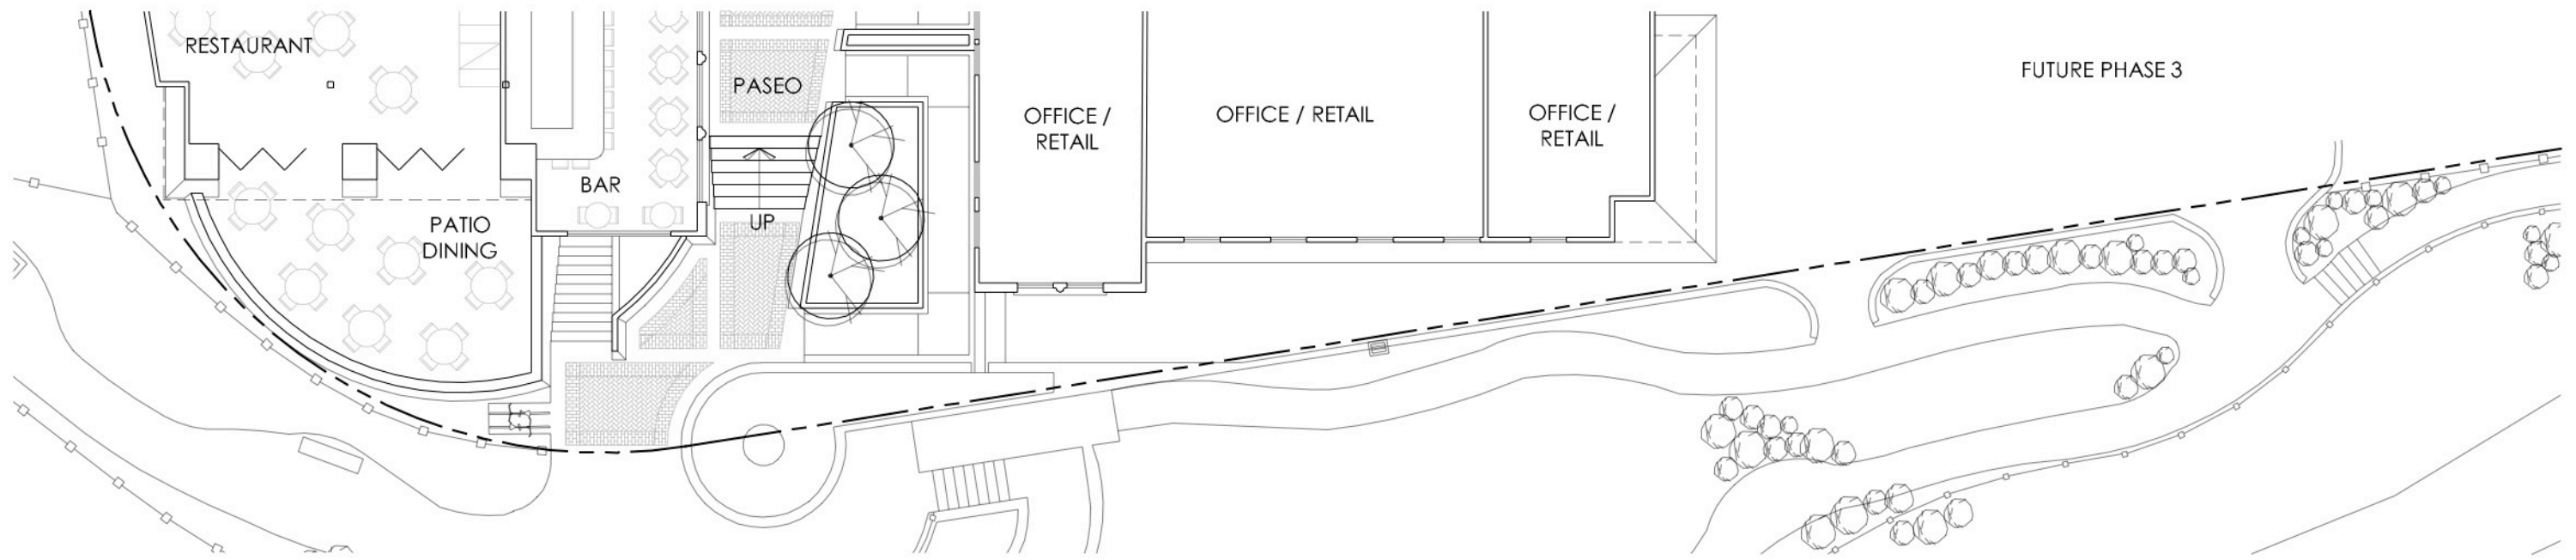 RESTAURANT
PASEO
OFFICE /
RETAIL
OFFICE / RETAIL
OFFICE /
RETAIL
FUTURE PHASE 3
BAR
UP
PATIO
DINING